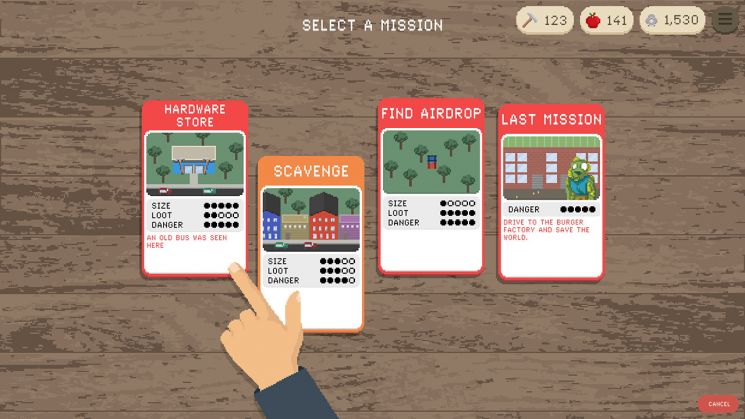 SELECT A MISSION
123
141
1,530
HARDWARE
STORE
SIZE
LOOT
DANGER
AN OLD BUS WAS SEEN
HERE
SCAVENGE
SIZE
LOOT
DANGER
FIND AIRDROP
SIZE
LOOT
DANGER
LAST MISSION
DANGER
DRIVE TO THE BURGER
FACTORY AND SAVE THE
WORLD.
CANCEL